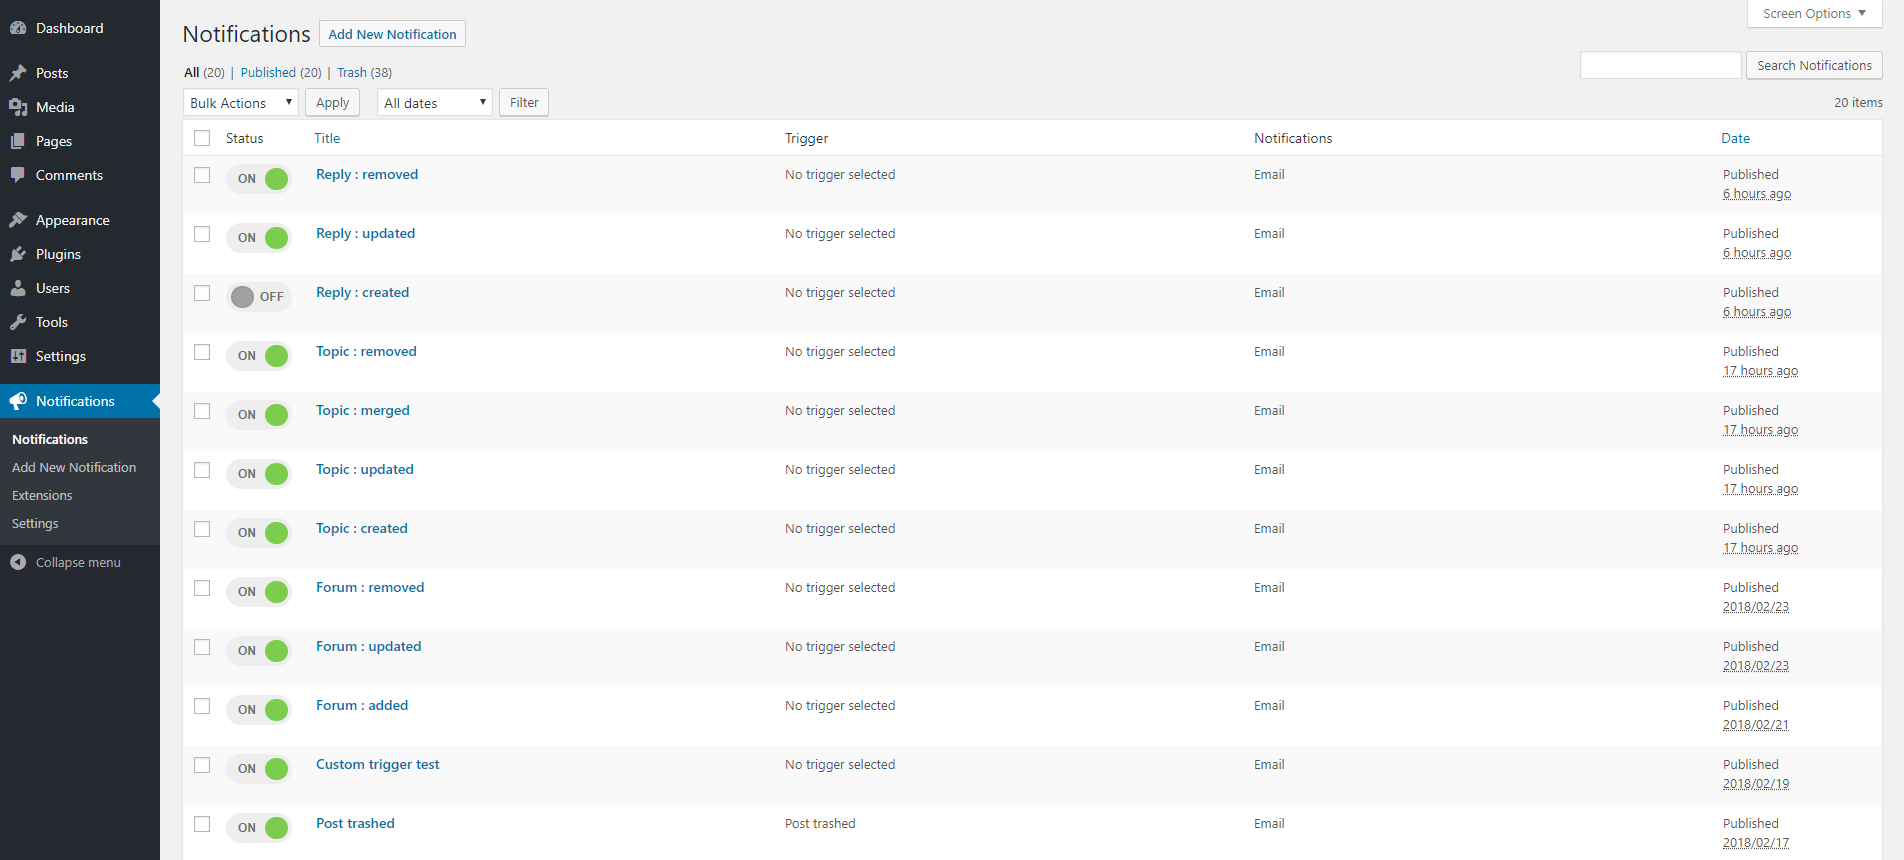 Dashboard
Posts
Media
Pages
Comments
Appearance
Plugins
Users
Tools
Settings
Notifications
Notifications
Add New Notification
Extensions
Settings
Collapse menu
Screen Options
Notifications Add New Notification
All (20) | Published (20) | Trash (38)
Search Notifications
Bulk Actions Apply All dates Filter
20 items
Status Title Trigger Notifications Date
ON Reply : removed No trigger selected Email Published
6 hours ago
ON Reply : updated No trigger selected Email Published
6 hours ago
OFF Reply : created No trigger selected Email Published
6 hours ago
ON Topic : removed No trigger selected Email Published
17 hours ago
ON Topic : merged No trigger selected Email Published
17 hours ago
ON Topic : updated No trigger selected Email Published
17 hours ago
ON Topic : created No trigger selected Email Published
17 hours ago
ON Forum : removed No trigger selected Email Published
2018/02/23
ON Forum : updated No trigger selected Email Published
2018/02/23
ON Forum : added No trigger selected Email Published
2018/02/21
ON Custom trigger test No trigger selected Email Published
2018/02/19
ON Post trashed Post trashed Email Published
2018/02/17